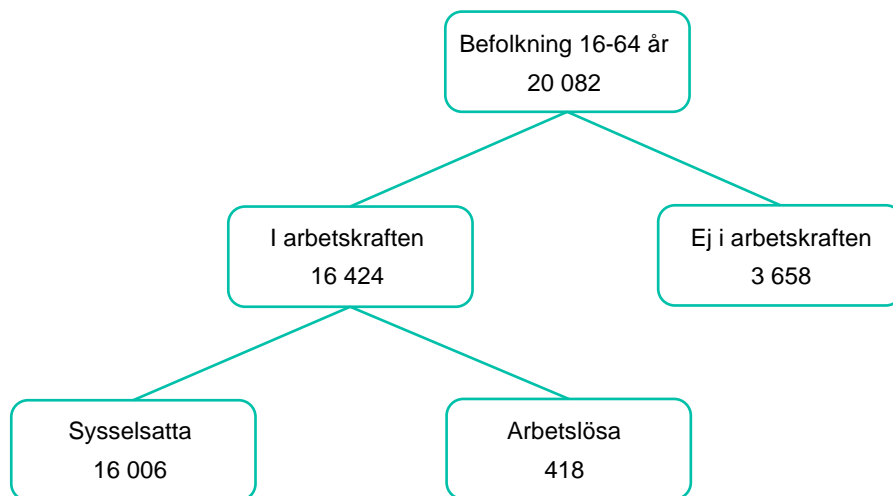 Befolkning 16-64 år
20 082
I arbetskraften
16 424
Ej i arbetskraften
3 658
Sysselsatta
16 006
Arbetslösa
418